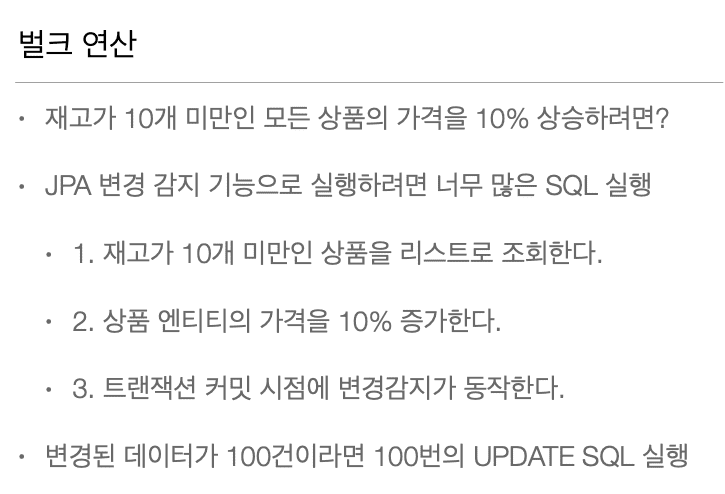 벌크 연산
• 재고가 10개 미만인 모든 상품의 가격을 10% 상승하려면?
• JPA 변경 감지 기능으로 실행하려면 너무 많은 SQL 실행
• 1. 재고가 10개 미만인 상품을 리스트로 조회한다.
• 2. 상품 엔티티의 가격을 10% 증가한다.
• 3. 트랜잭션 커밋 시점에 변경감지가 동작한다.
• 변경된 데이터가 100건이라면 100번의 UPDATE SQL 실행